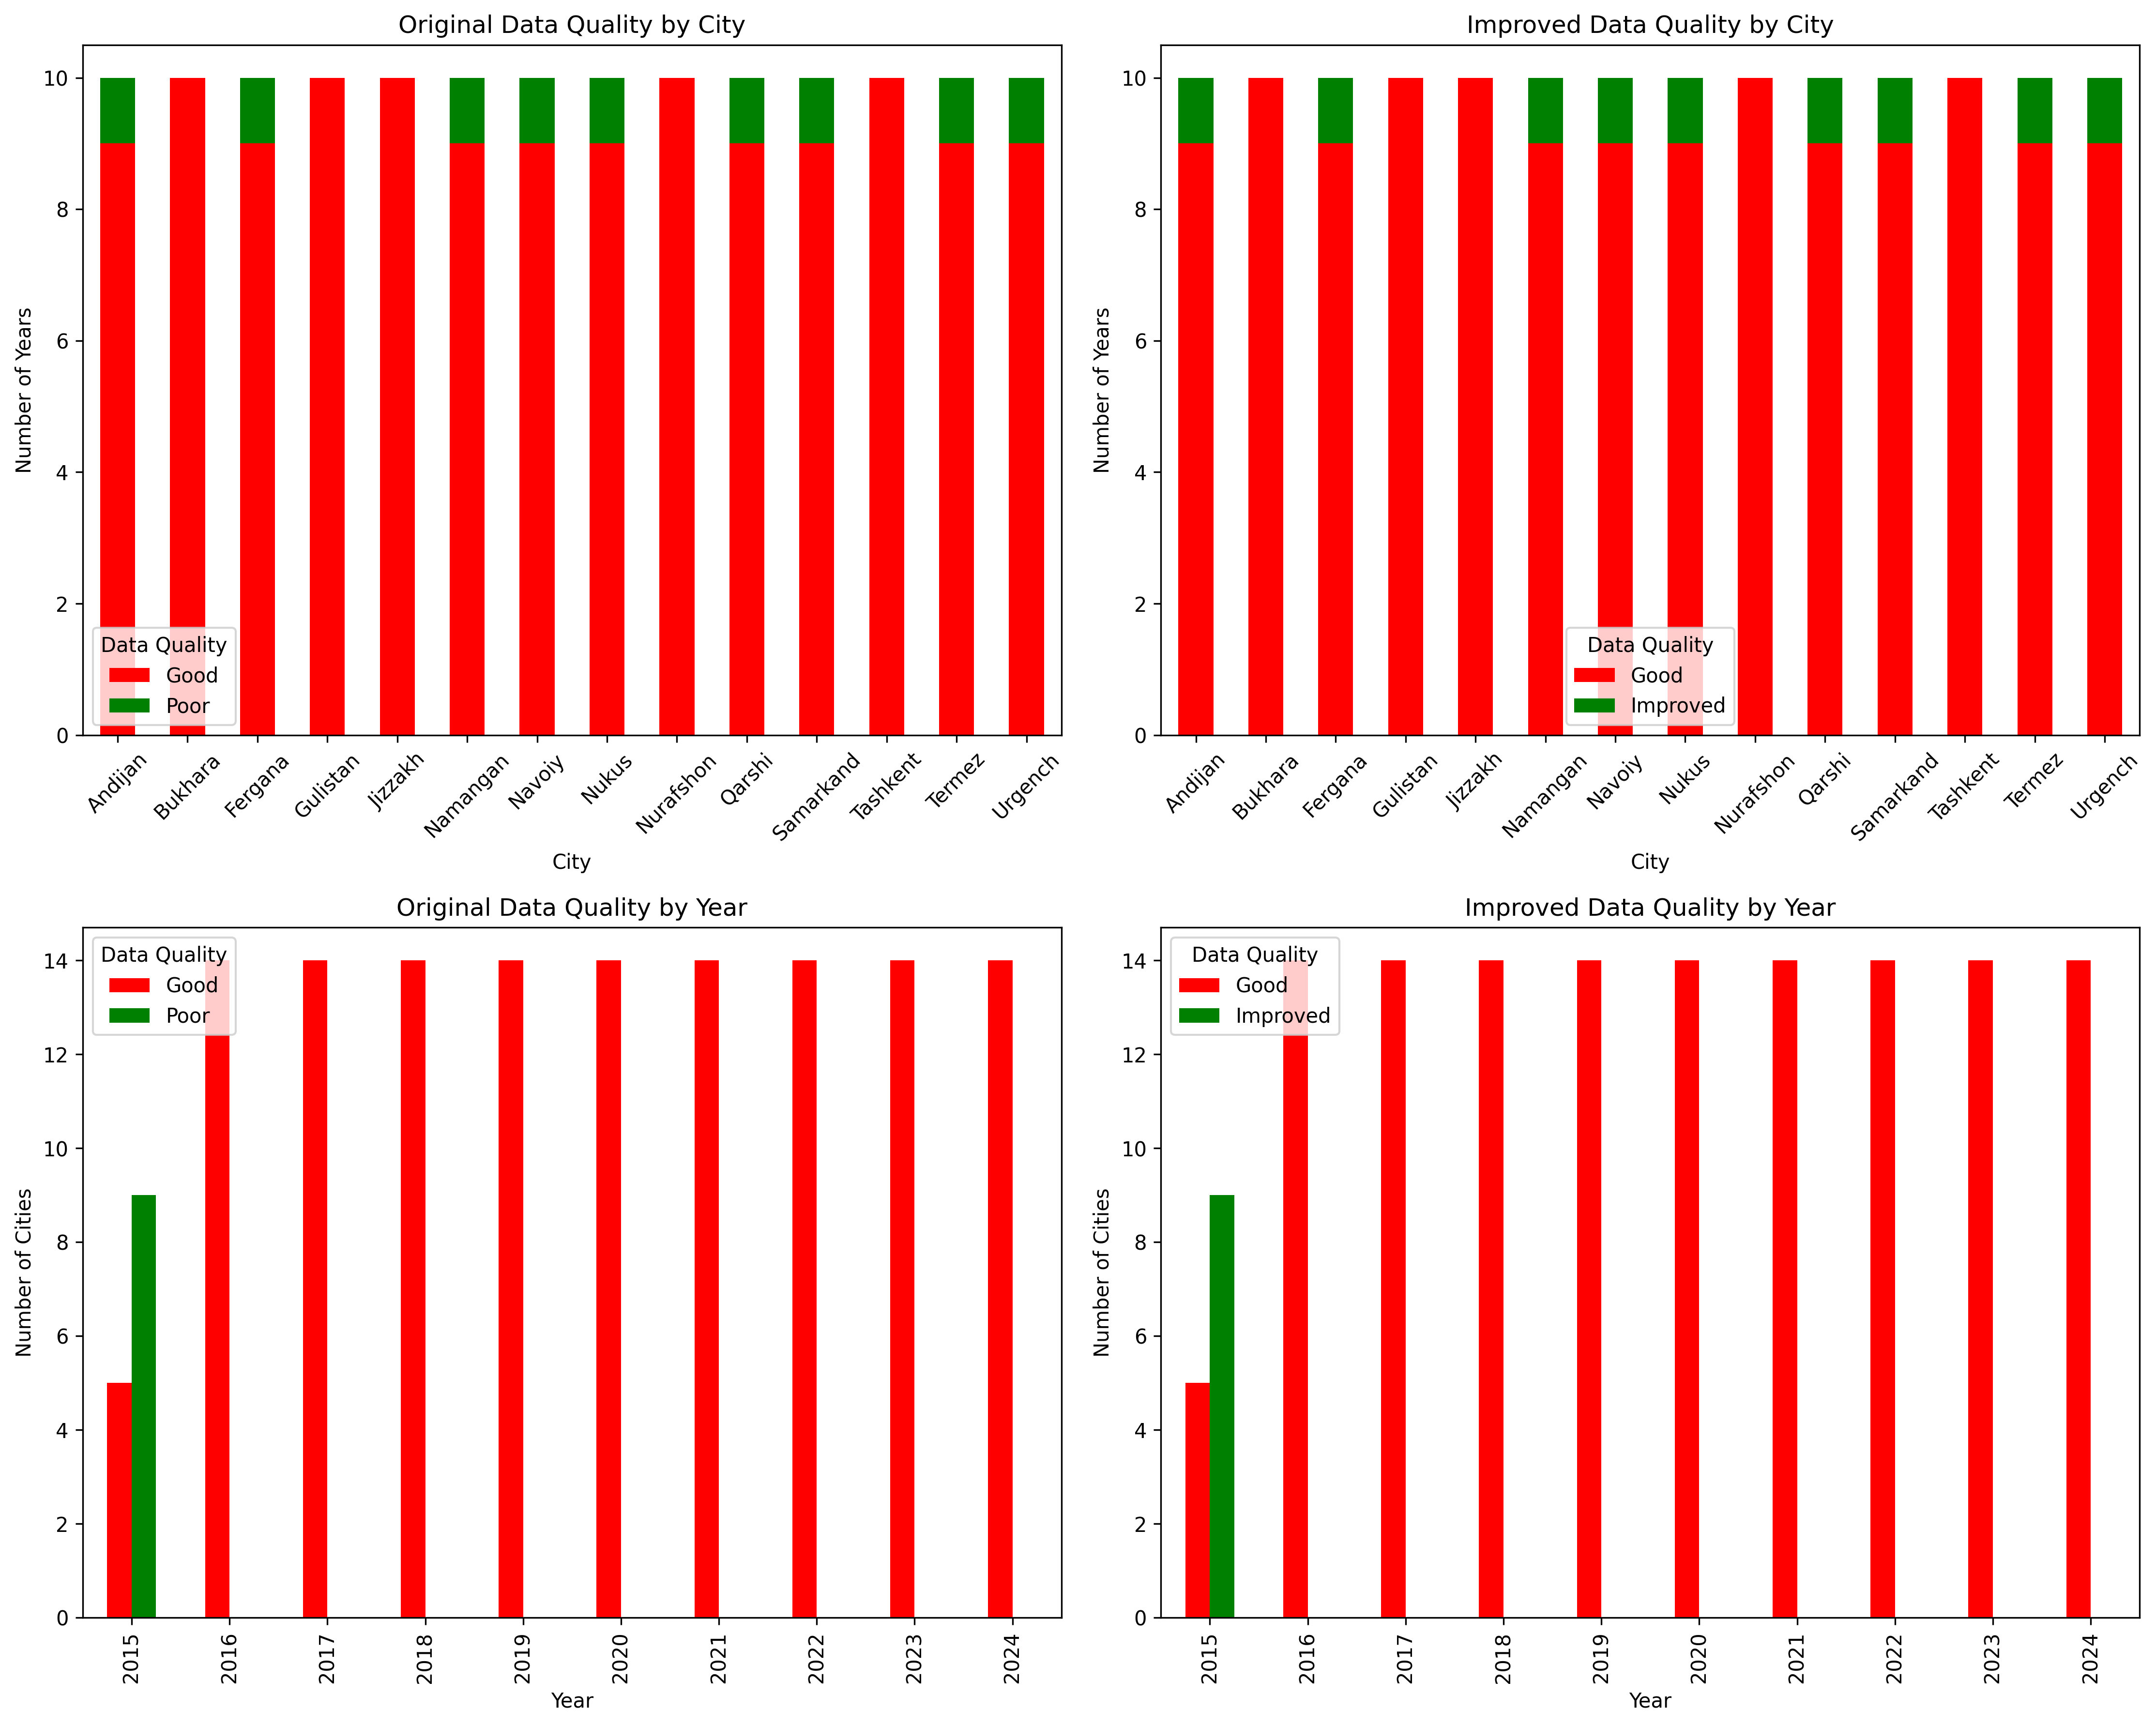 Original Data Quality by City
Number of Years
10
8
6
4
2
0
Data Quality
Good
Poor
Andijan Bukhara Fergana Gulistan Jizzakh Namangan Navoiy Nukus Nurafshon Qarshi Samarkand Tashkent Termez Urgench
City
Improved Data Quality by City
Number of Years
10
8
6
4
2
0
Data Quality
Good
Improved
Andijan Bukhara Fergana Gulistan Jizzakh Namangan Navoiy Nukus Nurafshon Qarshi Samarkand Tashkent Termez Urgench
City
Original Data Quality by Year
Number of Cities
14
12
10
8
6
4
2
0
Data Quality
Good
Poor
2015 2016 2017 2018 2019 2020 2021 2022 2023 2024
Year
Improved Data Quality by Year
Number of Cities
14
12
10
8
6
4
2
0
Data Quality
Good
Improved
2015 2016 2017 2018 2019 2020 2021 2022 2023 2024
Year